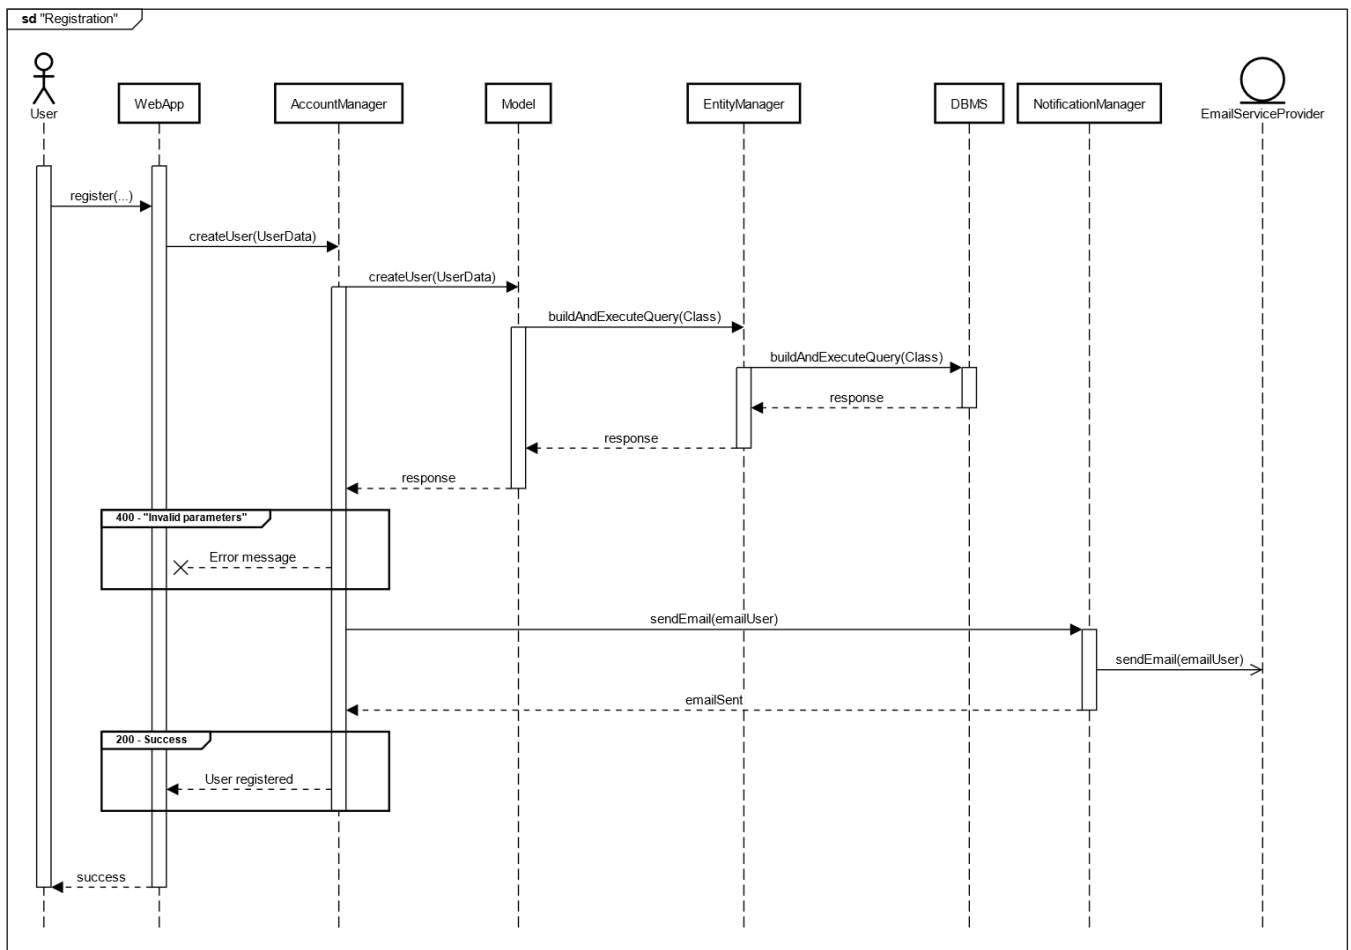 sd "Registration"
User
WebApp
AccountManager
Model
EntityManager
DBMS
NotificationManager
EmailServiceProvider
register(...)
createUser(UserData)
createUser(UserData)
buildAndExecuteQuery(Class)
buildAndExecuteQuery(Class)
response
response
response
400 - "Invalid parameters"
Error message
sendEmail(emailUser)
sendEmail(emailUser)
emailSent
200 - Success
User registered
success